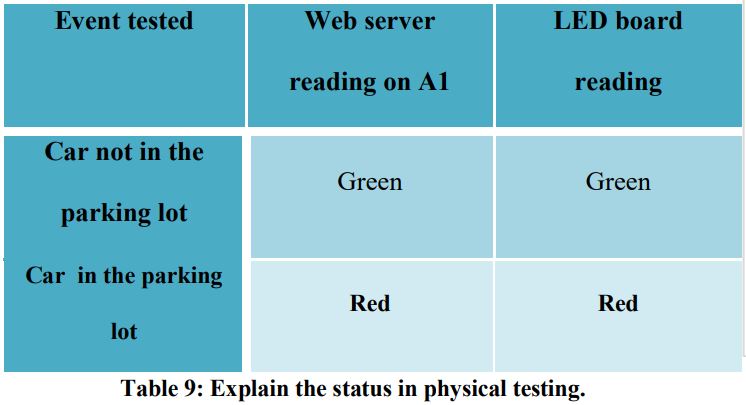 Event tested
Web server
reading on A1
LED board
reading
Car not in the
parking lot
Green
Green
Car in the parking
lot
Red
Red
Table 9: Explain the status in physical testing.